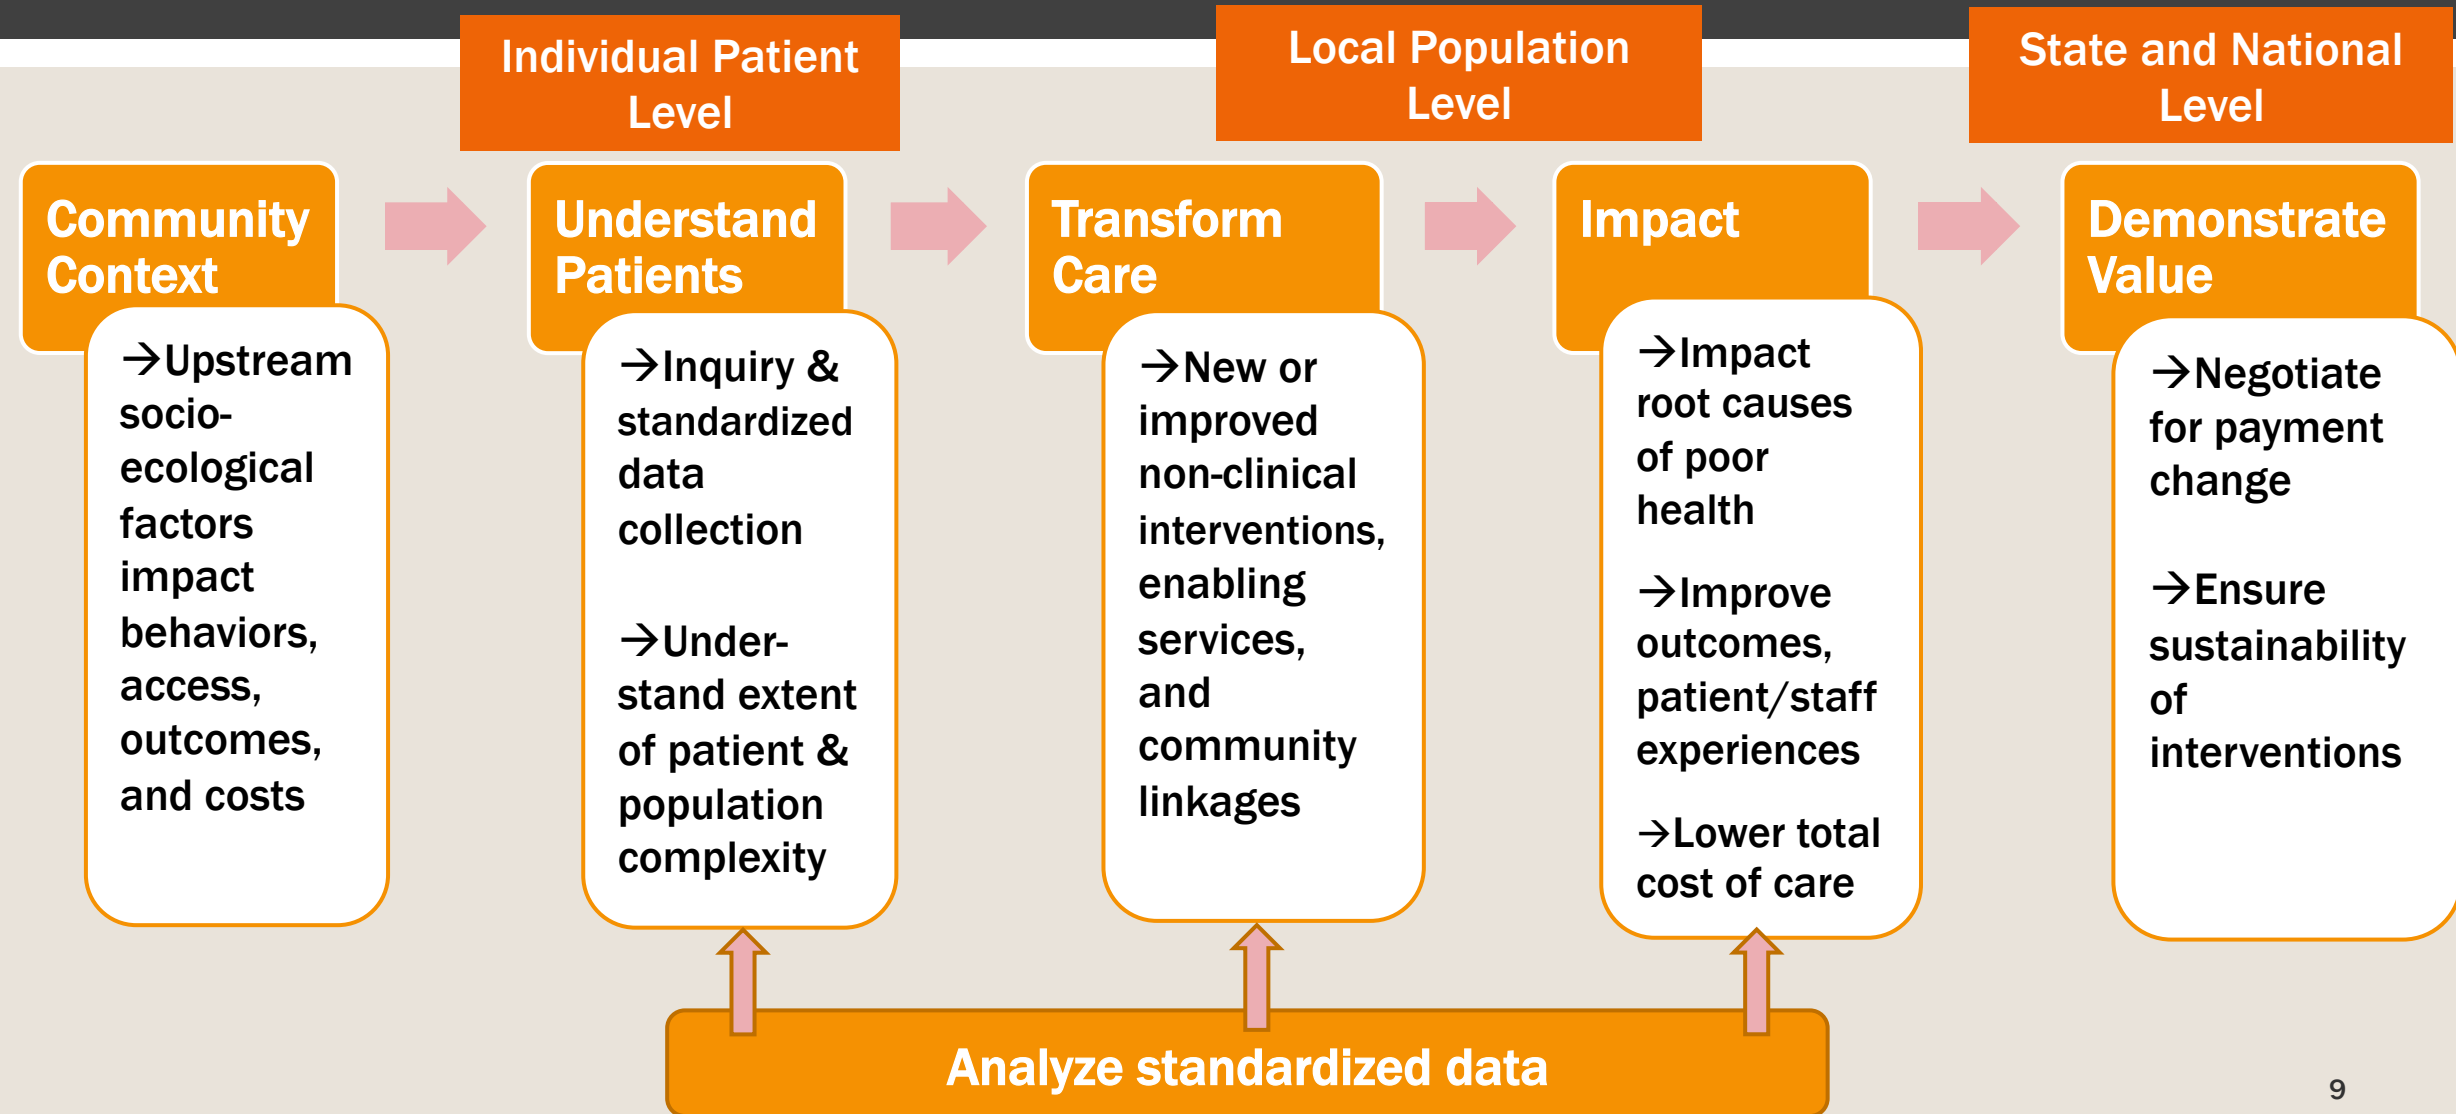 Individual Patient
Level
Local Population
Level
State and National
Level
Community
Context
→Upstream
socio-
ecological
factors
impact
behaviors,
access,
outcomes,
and costs
Understand
Patients
→Inquiry &
standardized
data
collection
→Under-
stand extent
of patient &
population
complexity
Transform
Care
→New or
improved
non-clinical
interventions,
enabling
services,
and
community
linkages
Impact
→Impact
root causes
of poor
health
→Improve
outcomes,
patient/staff
experiences
→Lower total
cost of care
Demonstrate
Value
→Negotiate
for payment
change
→Ensure
sustainability
of
interventions
Analyze standardized data
9